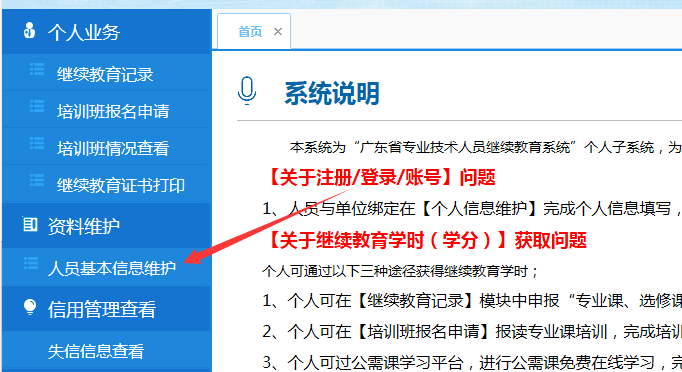 个人业务
继续教育记录
培训班报名申请
培训班情况查看
继续教育证书打印
资料维护
人员基本信息维护
信用管理查看
失信信息查看
首页 ×
系统说明
本系统为“广东省专业技术人员继续教育系统”个人子系统，为
【关于注册/登录/账号】问题
1、人员与单位绑定在【个人信息维护】完成个人信息填写，
【关于继续教育学时（学分）】获取问题
个人可通过以下三种途径获得继续教育学时；
1、个人可在【继续教育记录】模块中申报“专业课、选修课
2、个人可在【培训班报名申请】报读专业课培训，完成培训
3、个人可过公需课学习平台，进行公需课免费在线学习，完